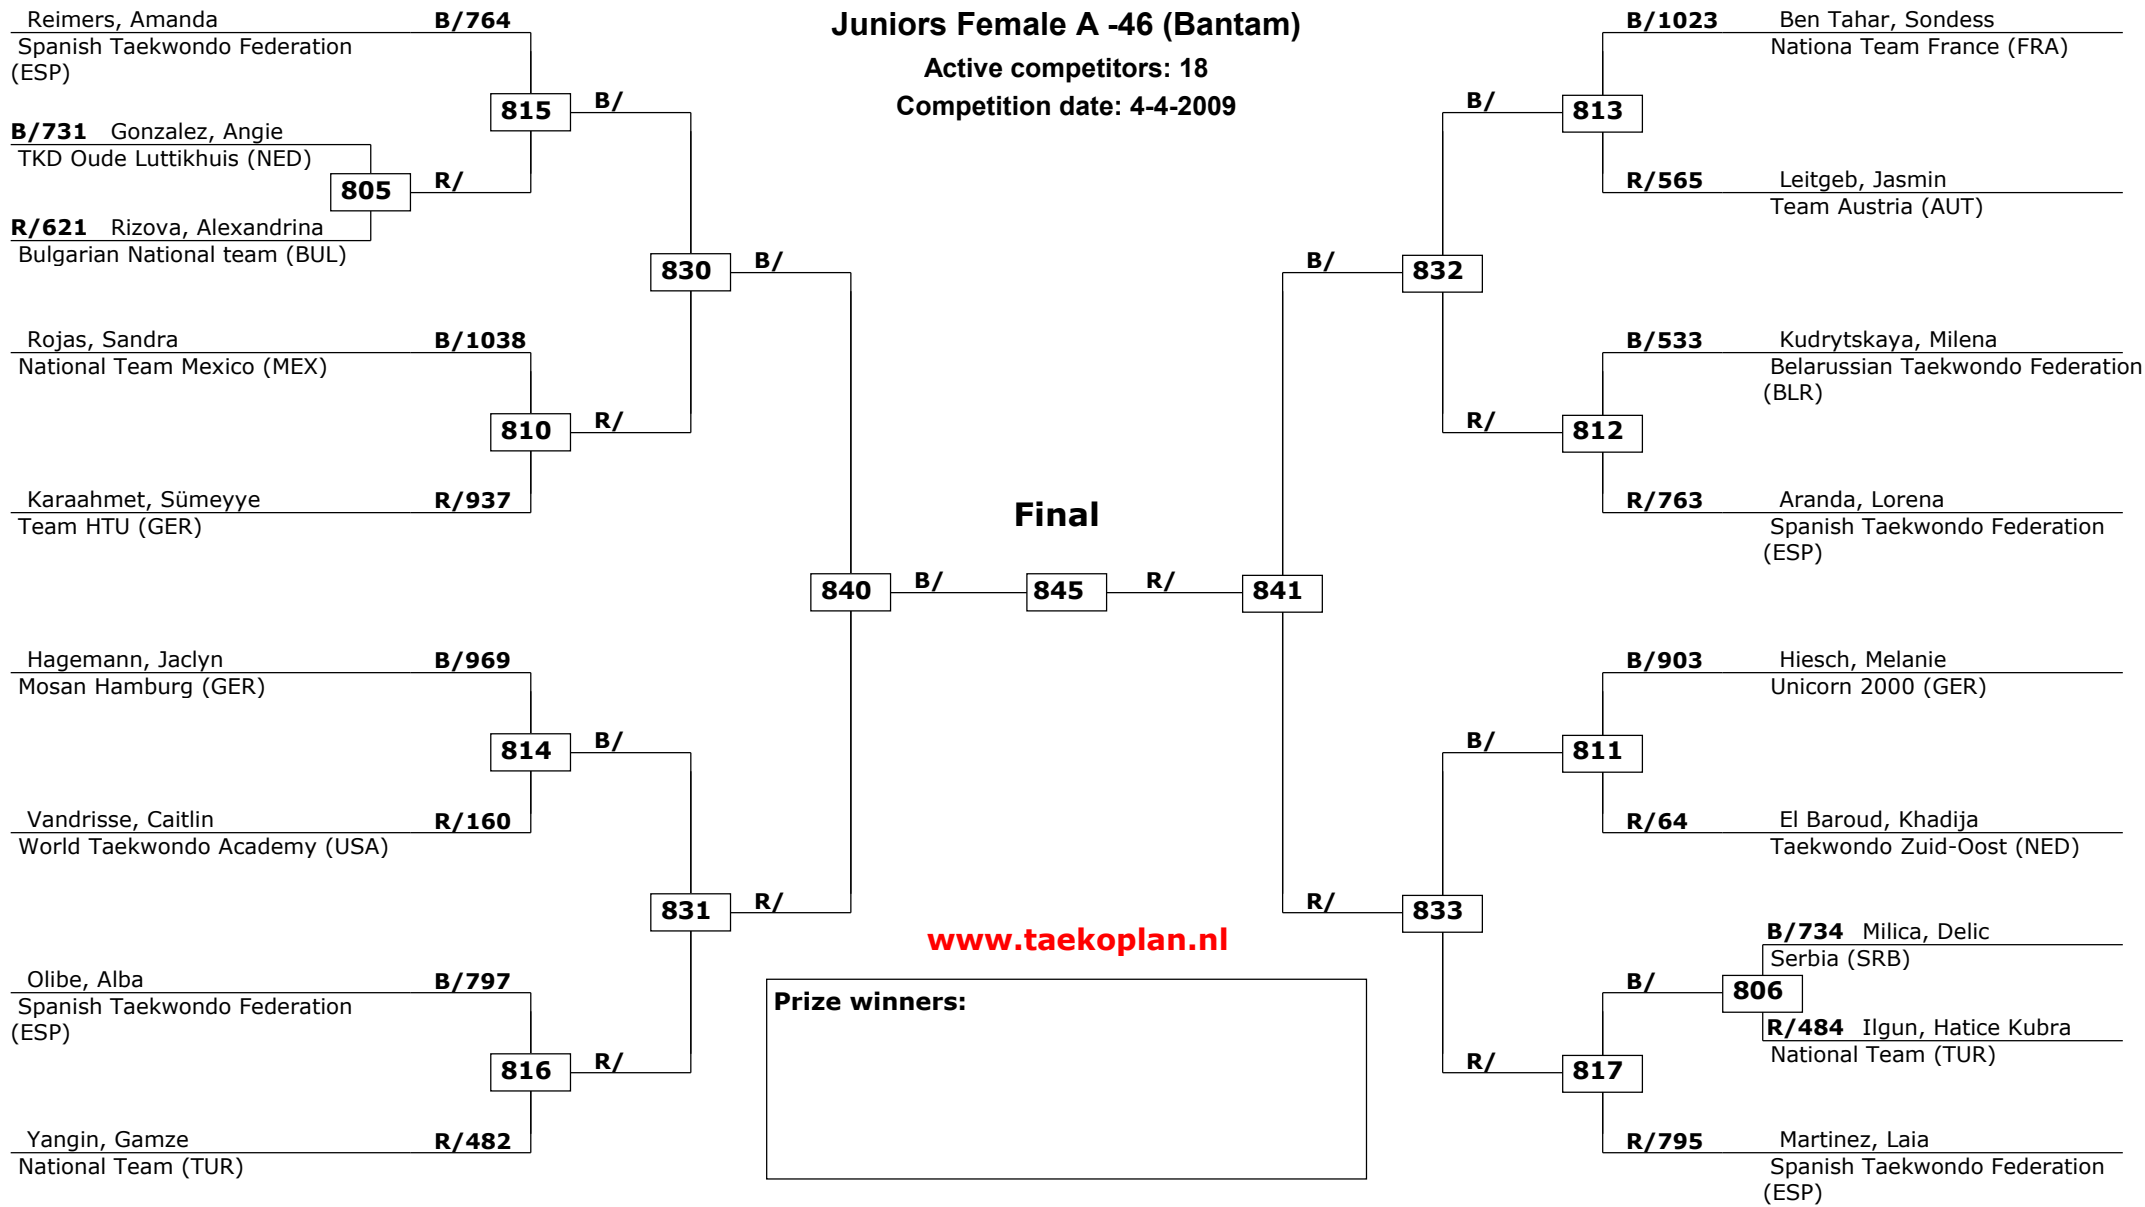 Juniors Female A -46 (Bantam)
Active competitors: 18
Competition date: 4-4-2009
Reimers, Amanda B/764
Spanish Taekwondo Federation
(ESP)
815 B/
B/731 Gonzalez, Angie
TKD Oude Luttikhuis (NED)
805 R/
R/621 Rizova, Alexandrina
Bulgarian National team (BUL)
830 B/
Rojas, Sandra B/1038
National Team Mexico (MEX)
810 R/
Karaahmet, Sümeyye R/937
Team HTU (GER)
840 B/
Hagemann, Jaclyn B/969
Mosan Hamburg (GER)
814 B/
Vandrisse, Caitlin R/160
World Taekwondo Academy (USA)
831 R/
Olibe, Alba B/797
Spanish Taekwondo Federation
(ESP)
816 R/
Yangin, Gamze R/482
National Team (TUR)
Final
845
B/1023 Ben Tahar, Sondess
Nationa Team France (FRA)
B/ 813
R/565 Leitgeb, Jasmin
Team Austria (AUT)
B/ 832
B/533 Kudrytskaya, Milena
Belarussian Taekwondo Federation
(BLR)
R/ 812
R/763 Aranda, Lorena
Spanish Taekwondo Federation
(ESP)
R/ 841
B/903 Hiesch, Melanie
Unicorn 2000 (GER)
B/ 811
R/64 El Baroud, Khadija
Taekwondo Zuid-Oost (NED)
R/ 833
B/734 Milica, Delic
Serbia (SRB)
B/ 806
R/484 Ilgun, Hatice Kubra
National Team (TUR)
R/ 817
R/795 Martinez, Laia
Spanish Taekwondo Federation
(ESP)
www.taekoplan.nl
Prize winners: